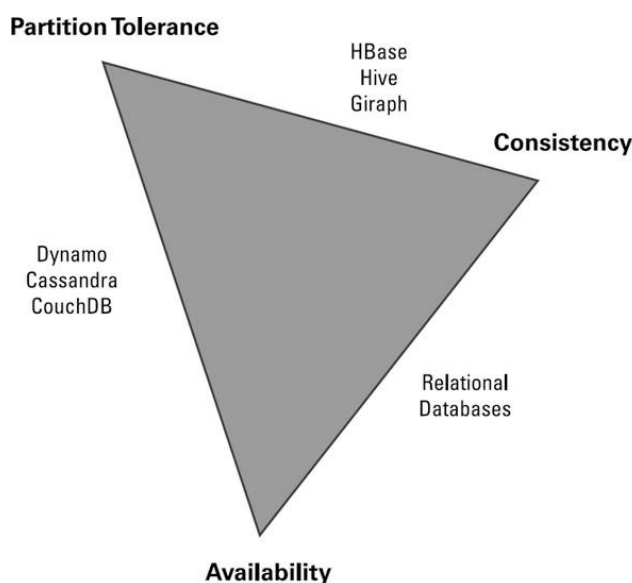 Partition Tolerance
HBase
Hive
Giraph
Consistency
Dynamo
Cassandra
CouchDB
Relational
Databases
Availability